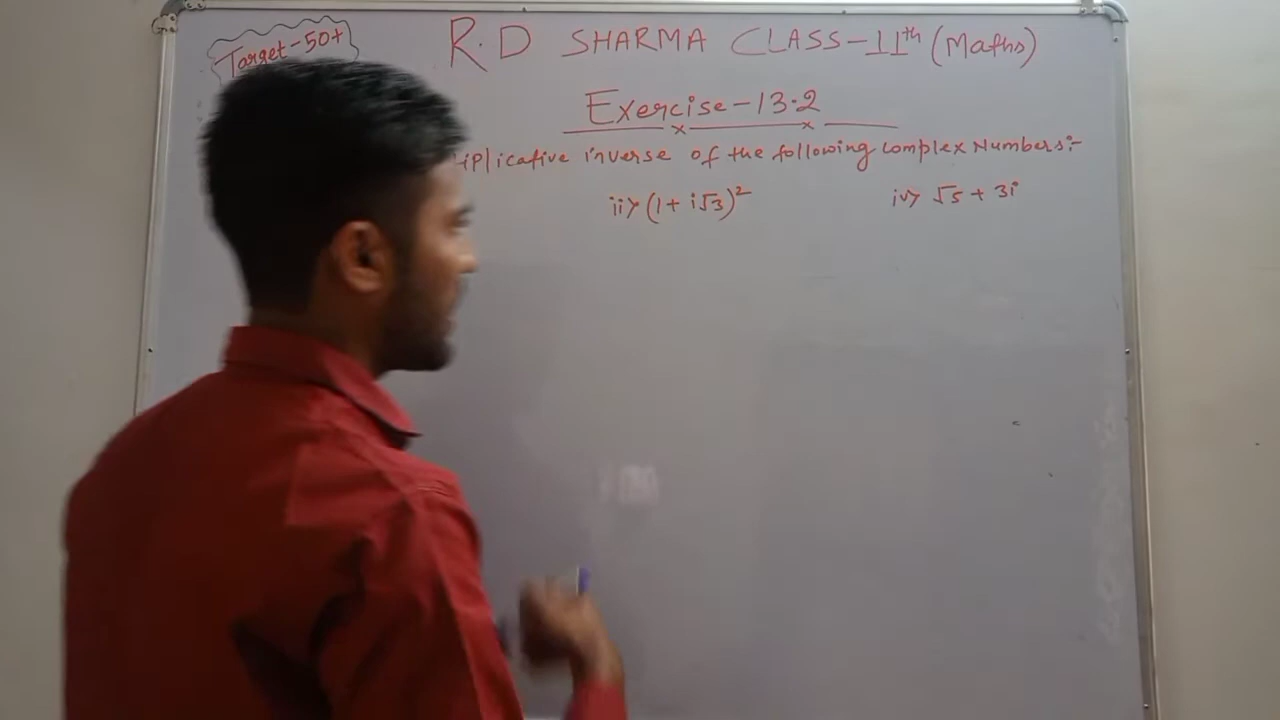 Target-50+
R.D SHARMA CLASS-11th (Maths)
Exercise-13.2
iplicative inverse of the following complex Numbers:-
ii> (1+ i√3)² iv> √5 + 3i